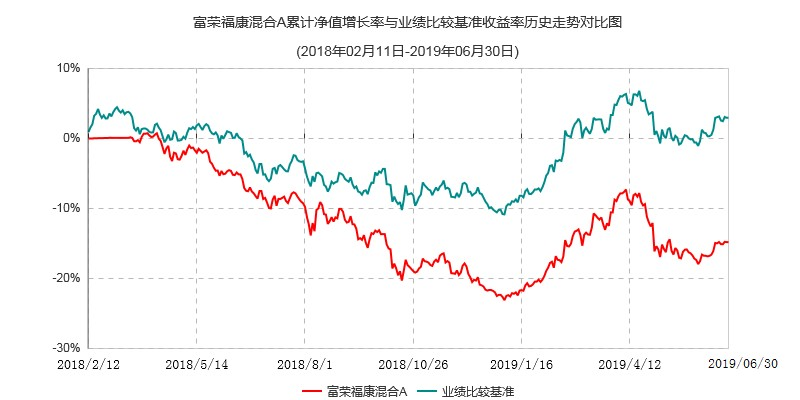 富荣福康混合A累计净值增长率与业绩比较基准收益率历史走势对比图
(2018年02月11日-2019年06月30日)
10%
0%
-10%
-20%
-30%
2018/2/12 2018/5/14 2018/8/1 2018/10/26 2019/1/16 2019/4/12 2019/06/30
富荣福康混合A 业绩比较基准